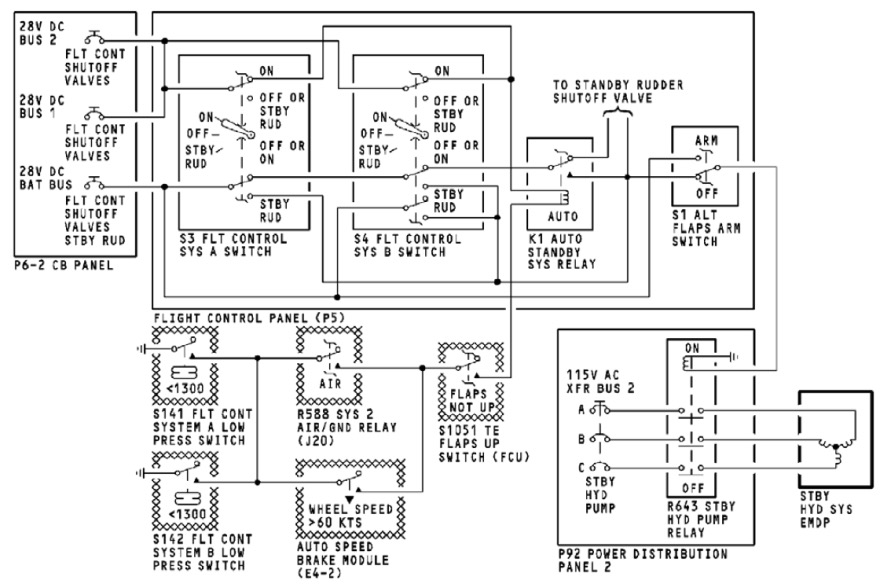 28V DC
BUS 2
FLT CONT
SHUTOFF
VALVES
28V DC
BUS 1
FLT CONT
SHUTOFF
VALVES
28V DC
BAT BUS
FLT CONT
SHUTOFF
VALVES
STBY RUD
P6-2 CB PANEL
ON
OFF OR
STBY
RUD
ON
OFF
STBY
RUD
OFF OR
ON
STBY
RUD
S3 FLT CONTROL
SYS A SWITCH
ON
OFF OR
STBY
RUD
ON
OFF
STBY
RUD
OFF OR
ON
STBY
RUD
S4 FLT CONTROL
SYS B SWITCH
TO STANDBY RUDDER
SHUTOFF VALVE
AUTO
K1 AUTO
STANDBY
SYS RELAY
ARM
OFF
S1 ALT
FLAPS ARM
SWITCH
FLIGHT CONTROL PANEL (P5)
<1300
S141 FLT CONT
SYSTEM A LOW
PRESS SWITCH
AIR
R588 SYS 2
AIR/GND RELAY
(J20)
FLAPS
NOT UP
S1051 TE
FLAPS UP
SWITCH (FCU)
<1300
S142 FLT CONT
SYSTEM B LOW
PRESS SWITCH
WHEEL SPEED
>60 KTS
AUTO SPEED
BRAKE MODULE
(E4-2)
115V AC
XFR BUS 2
A
B
C
STBY
HYD
PUMP
ON
OFF
R643 STBY
HYD PUMP
RELAY
STBY
HYD SYS
EMDP
P92 POWER DISTRIBUTION
PANEL 2